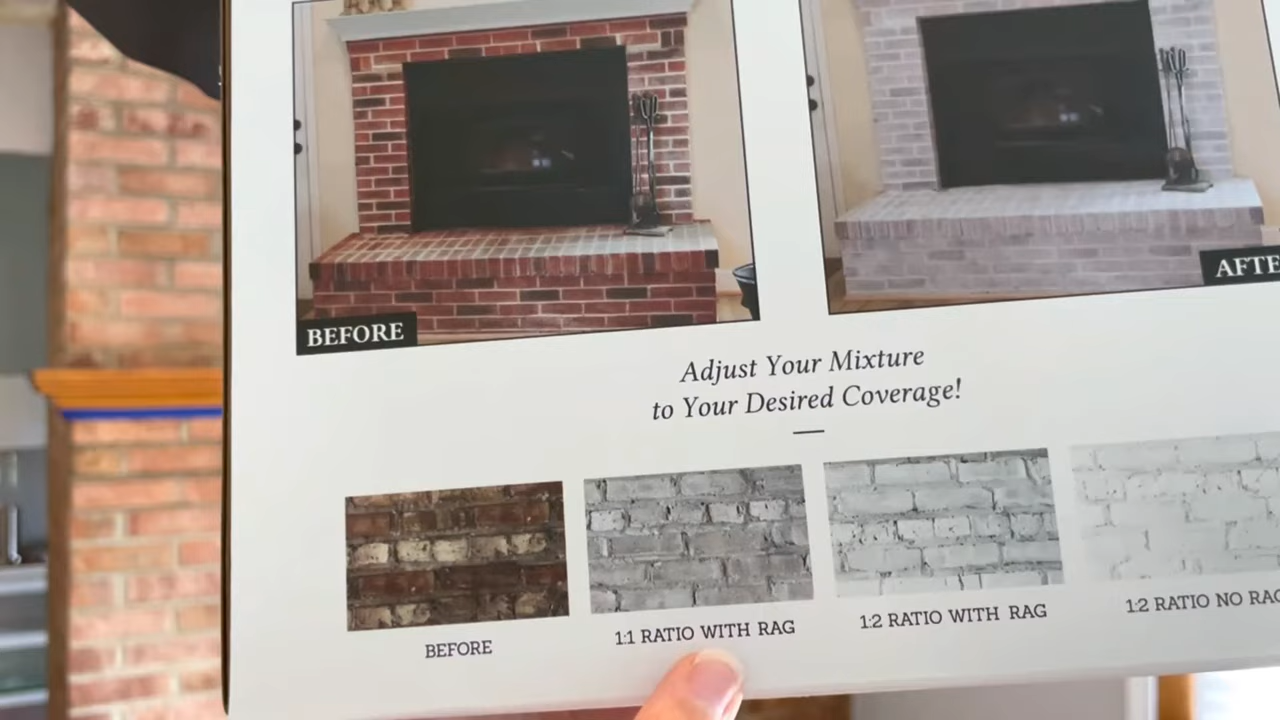 BEFORE
AFTE
Adjust Your Mixture
to Your Desired Coverage!
BEFORE
1:1 RATIO WITH RAG
1:2 RATIO WITH RAG
1:2 RATIO NO RAG